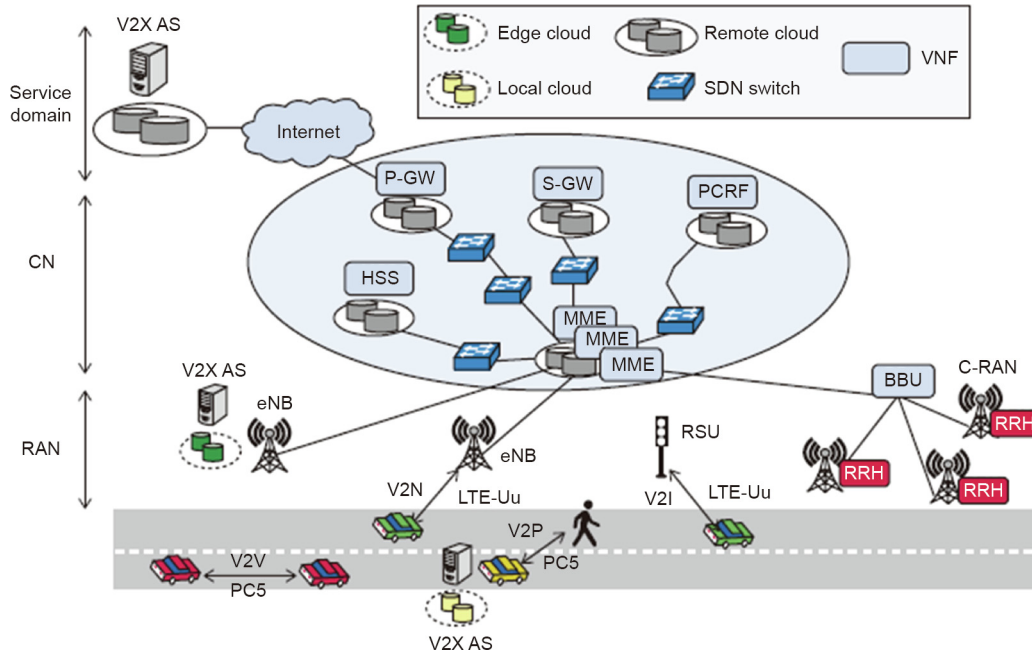 V2X AS
Edge cloud
Remote cloud
VNF
Local cloud
SDN switch
Service
domain
Internet
P-GW
S-GW
PCRF
CN
HSS
MME
MME
MME
V2X AS
eNB
BBU
C-RAN
RRH
RAN
eNB
RSU
RRH
RRH
V2N
LTE-Uu
V2I
LTE-Uu
V2P
V2V
PC5
PC5
V2X AS